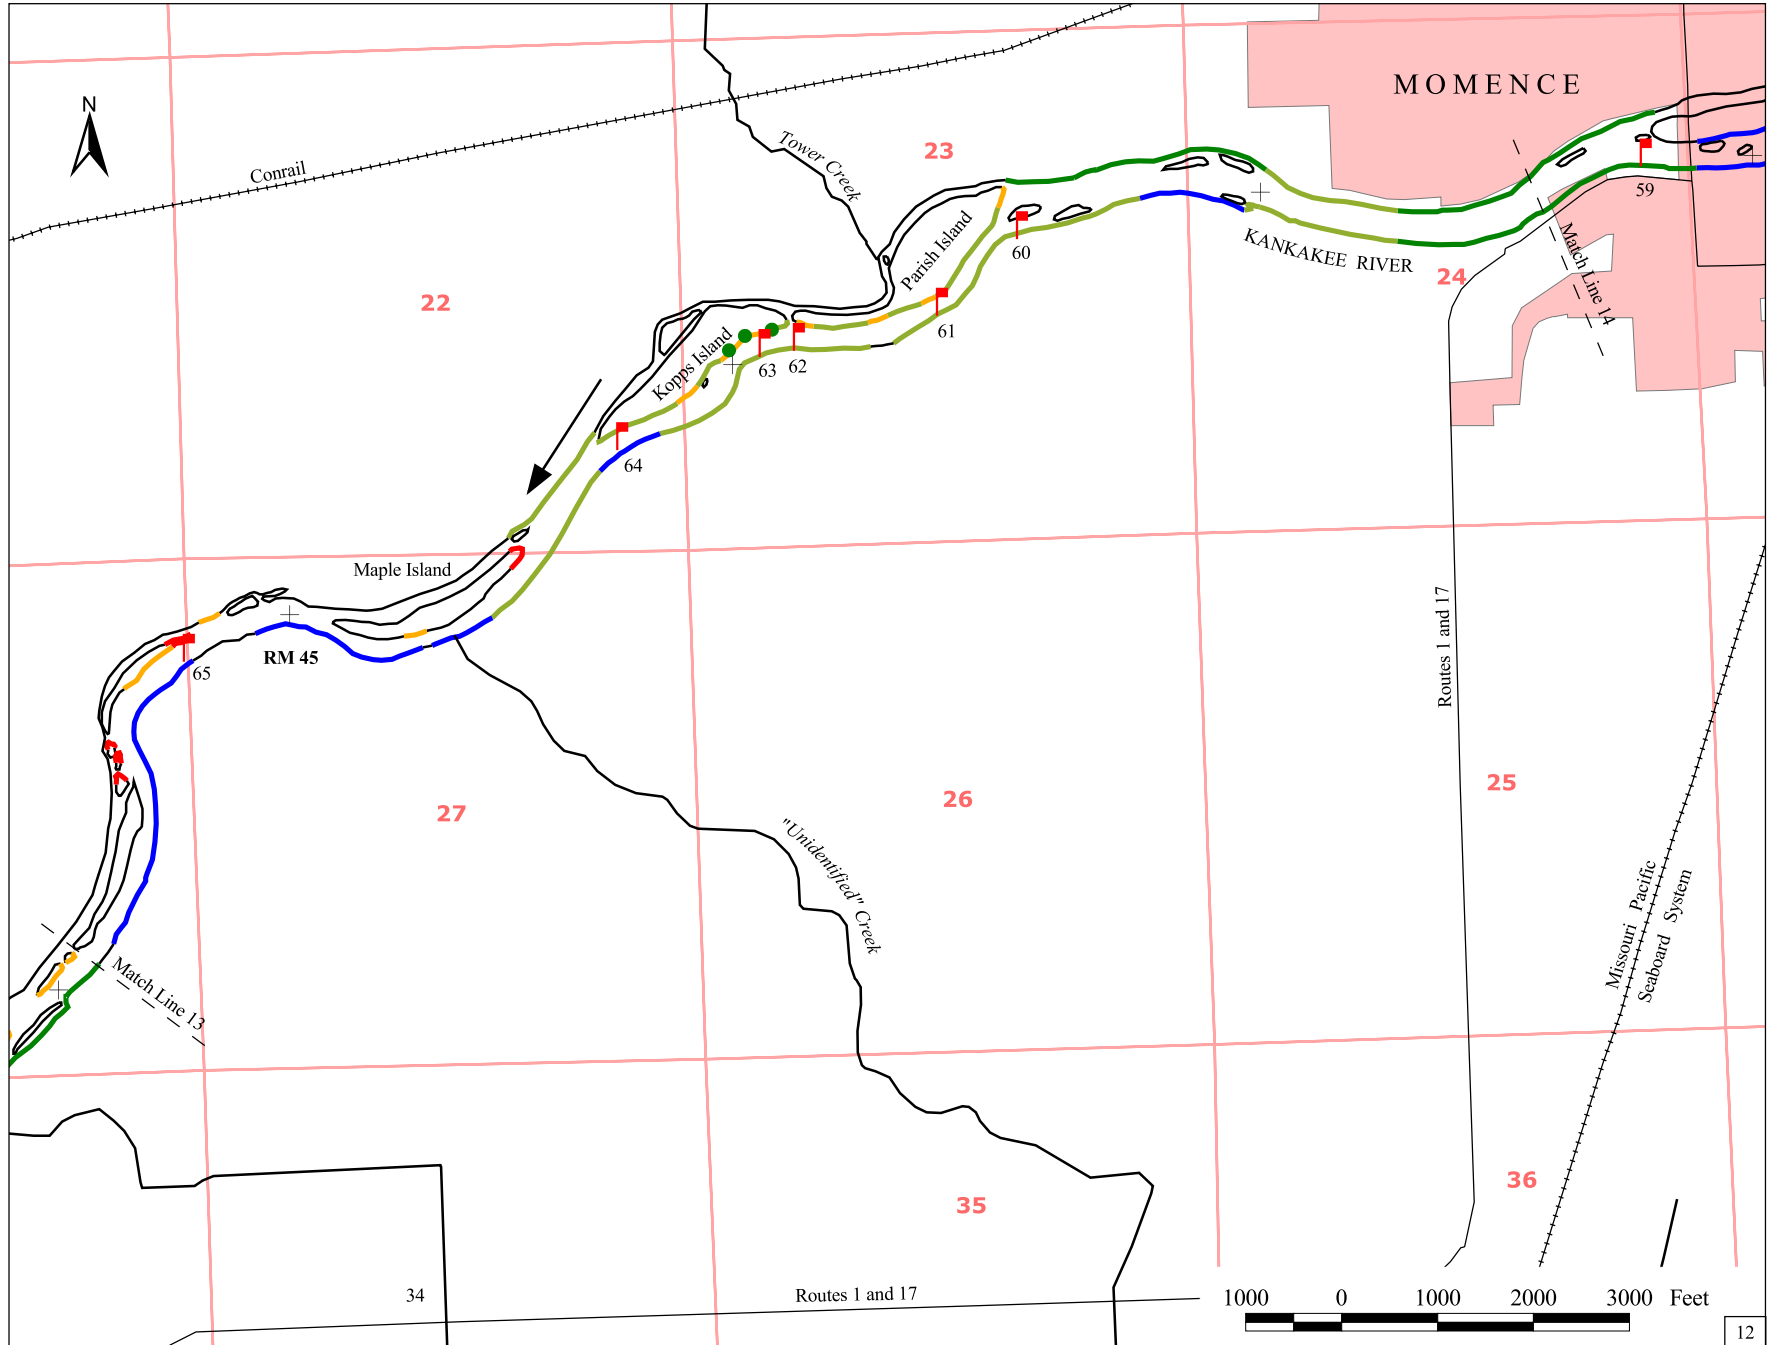 MOMENCE
N
Tower Creek
23
Conrail
59
Parish Island
60
KANKAKEE RIVER
24
Match Line 14
22
61
Kopps Island
63
62
64
Maple Island
Routes 1 and 17
RM 45
65
25
26
27
"Unidentified" Creek
Missouri Pacific
Seaboard System
Match Line 13
36
35
34
Routes 1 and 17
1000 0 1000 2000 3000 Feet
12